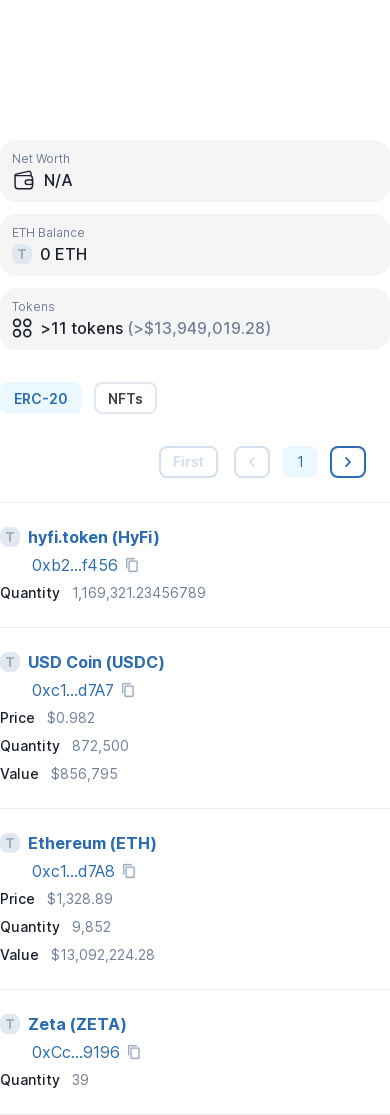 Net Worth
N/A
ETH Balance
T 0 ETH
Tokens
>11 tokens (>$13,949,019.28)
ERC-20 NFTs
First 1
T hyfi.token (HyFi)
0xb2...f456
Quantity 1,169,321.23456789
T USD Coin (USDC)
0xc1...d7A7
Price $0.982
Quantity 872,500
Value $856,795
T Ethereum (ETH)
0xc1...d7A8
Price $1,328.89
Quantity 9,852
Value $13,092,224.28
T Zeta (ZETA)
0xCc...9196
Quantity 39